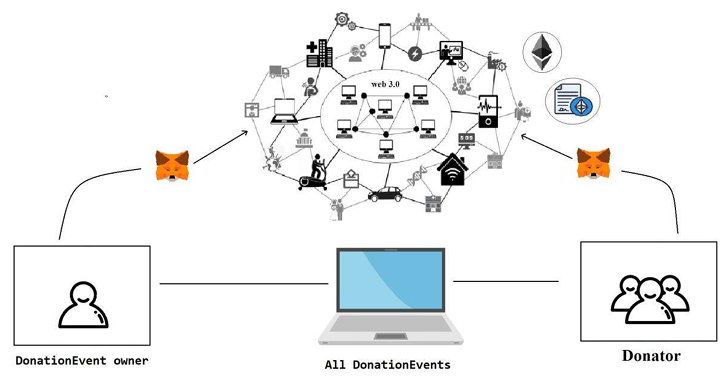 web 3.0
DonationEvent owner
All DonationEvents
Donator